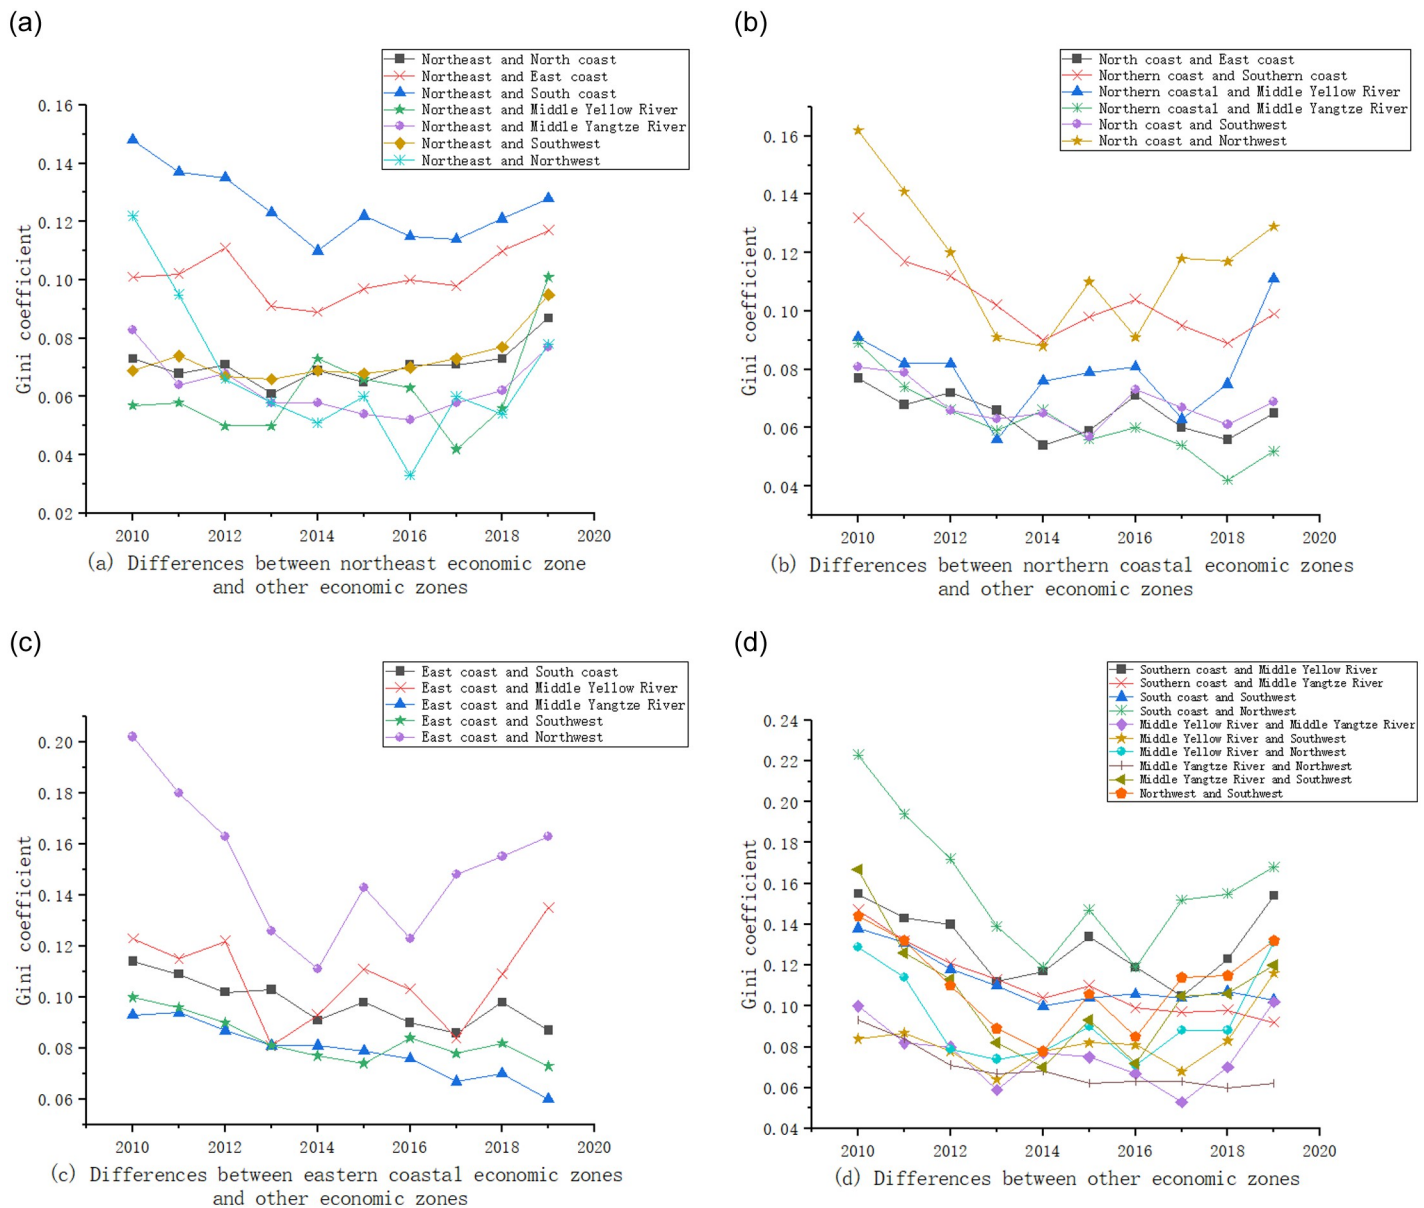 (a)
Northeast and North coast
Northeast and East coast
Northeast and South coast
Northeast and Middle Yellow River
Northeast and Middle Yangtze River
Northeast and Southwest
Northeast and Northwest
0.16
0.14
0.12
0.10
0.08
0.06
0.04
0.02
Gini coefficient
2010 2012 2014 2016 2018 2020
(a) Differences between northeast economic zone
and other economic zones
(b)
North coast and East coast
Northern coast and Southern coast
Northern coastal and Middle Yellow River
Northern coastal and Middle Yangtze River
North coast and Southwest
North coast and Northwest
0.16
0.14
0.12
0.10
0.08
0.06
0.04
Gini coefficient
2010 2012 2014 2016 2018 2020
(b) Differences between northern coastal economic zones
and other economic zones
(c)
East coast and South coast
East coast and Middle Yellow River
East coast and Middle Yangtze River
East coast and Southwest
East coast and Northwest
0.20
0.18
0.16
0.14
0.12
0.10
0.08
0.06
Gini coefficient
2010 2012 2014 2016 2018 2020
(c) Differences between eastern coastal economic zones
and other economic zones
(d)
Southern coast and Middle Yellow River
Southern coast and Middle Yangtze River
South coast and Southwest
South coast and Northwest
Middle Yellow River and Middle Yangtze River
Middle Yellow River and Southwest
Middle Yellow River and Northwest
Middle Yangtze River and Northwest
Middle Yangtze River and Southwest
Northwest and Southwest
0.24
0.22
0.20
0.18
0.16
0.14
0.12
0.10
0.08
0.06
0.04
Gini coefficient
2010 2012 2014 2016 2018 2020
(d) Differences between other economic zones